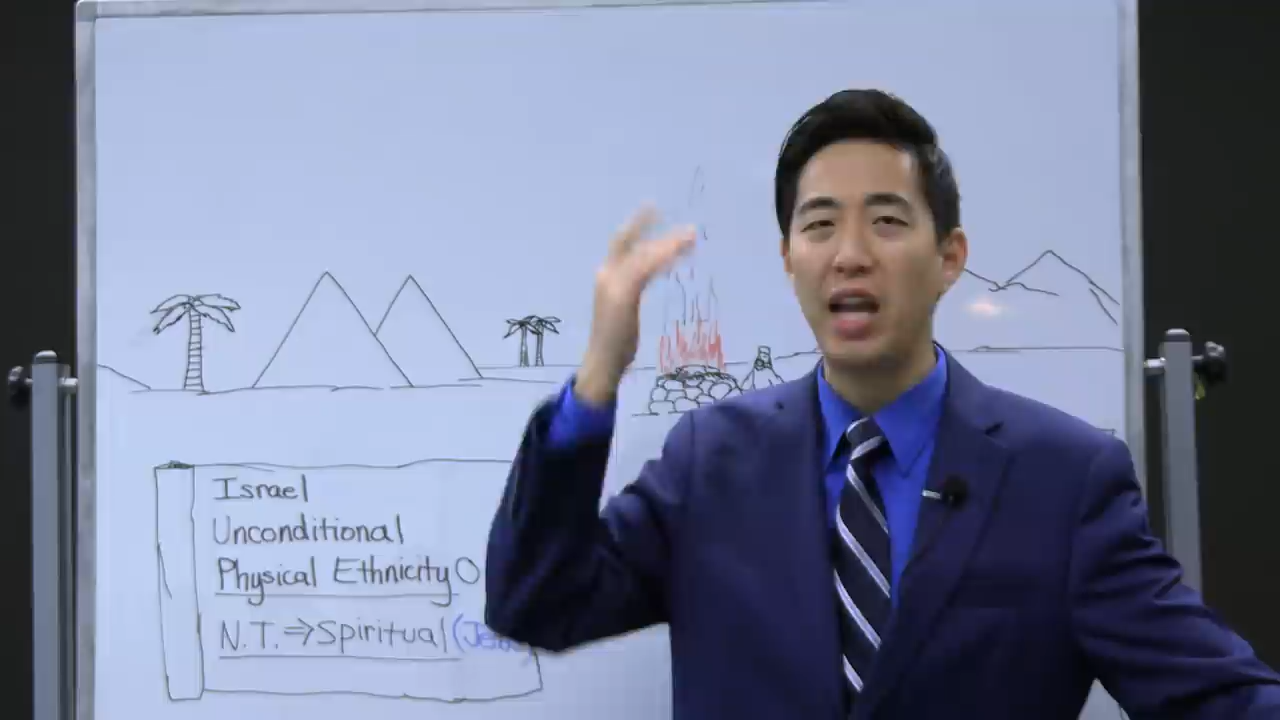 Israel
Unconditional
Physical Ethnicity O
N.T. ⇒ Spiritual